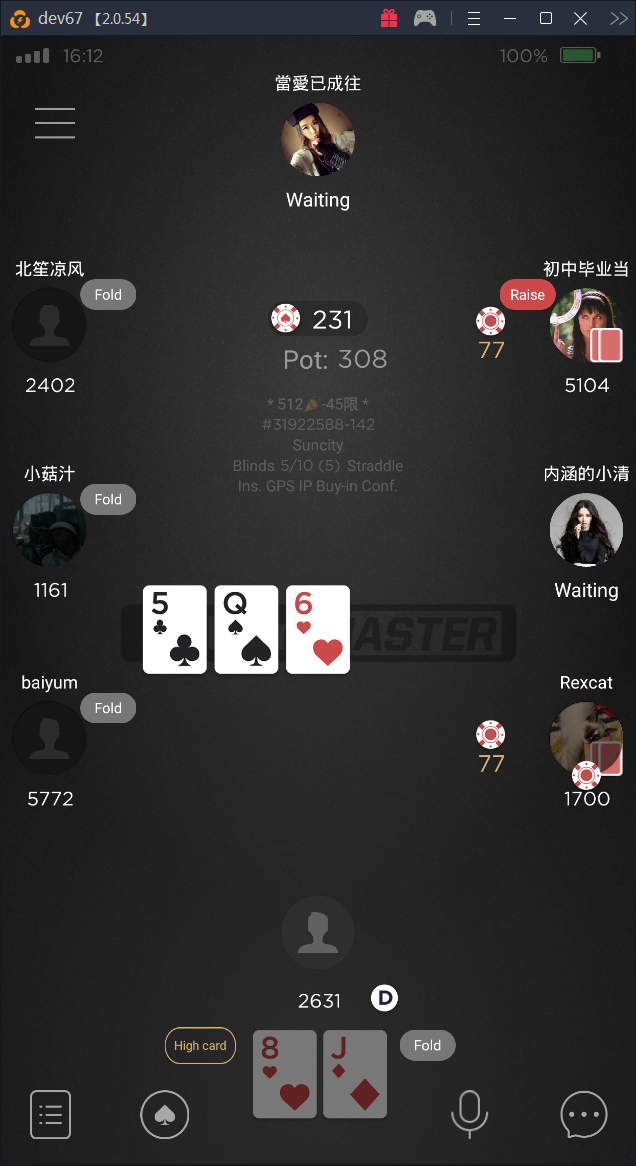 dev67 【2.0.54】
16:12
100%
當愛已成往
Waiting
北笙凉风
Fold
2402
初中毕业当
Raise
77
5104
231
Pot: 308
* 512 -45限 *
#31922588-142
Suncity
Blinds 5/10 (5) Straddle
Ins. GPS IP Buy-in Conf.
小菇汁
Fold
1161
内涵的小清
Waiting
5
Q
6
MASTER
baiyum
Fold
5772
Rexcat
77
1700
2631
D
High card
8
J
Fold